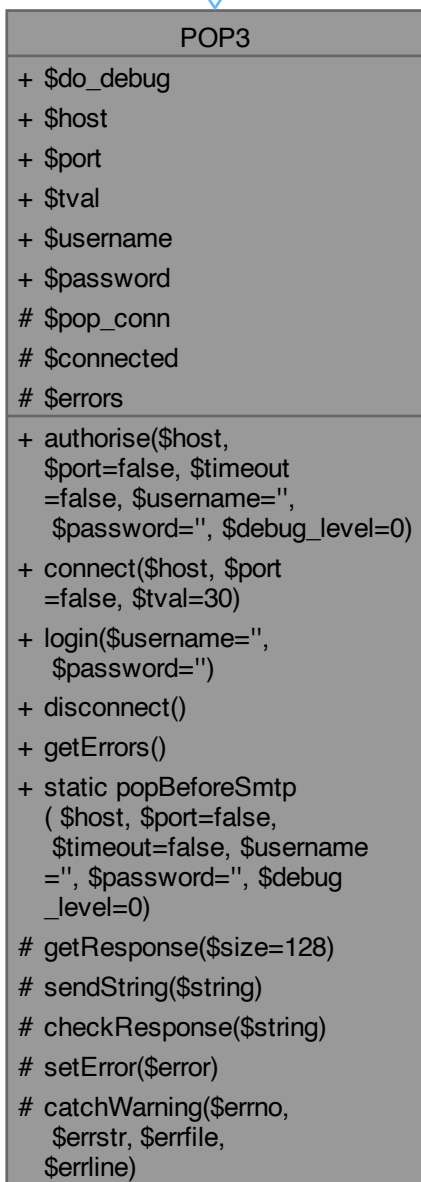 POP3
+ $do_debug
+ $host
+ $port
+ $tval
+ $username
+ $password
# $pop_conn
# $connected
# $errors
+ authorise($host,
$port=false, $timeout
=false, $username='',
$password='', $debug_level=0)
+ connect($host, $port
=false, $tval=30)
+ login($username='',
$password='')
+ disconnect()
+ getErrors()
+ static popBeforeSmtp
( $host, $port=false,
$timeout=false, $username
='', $password='', $debug
_level=0)
# getResponse($size=128)
# sendString($string)
# checkResponse($string)
# setError($error)
# catchWarning($errno,
$errstr, $errfile,
$errline)